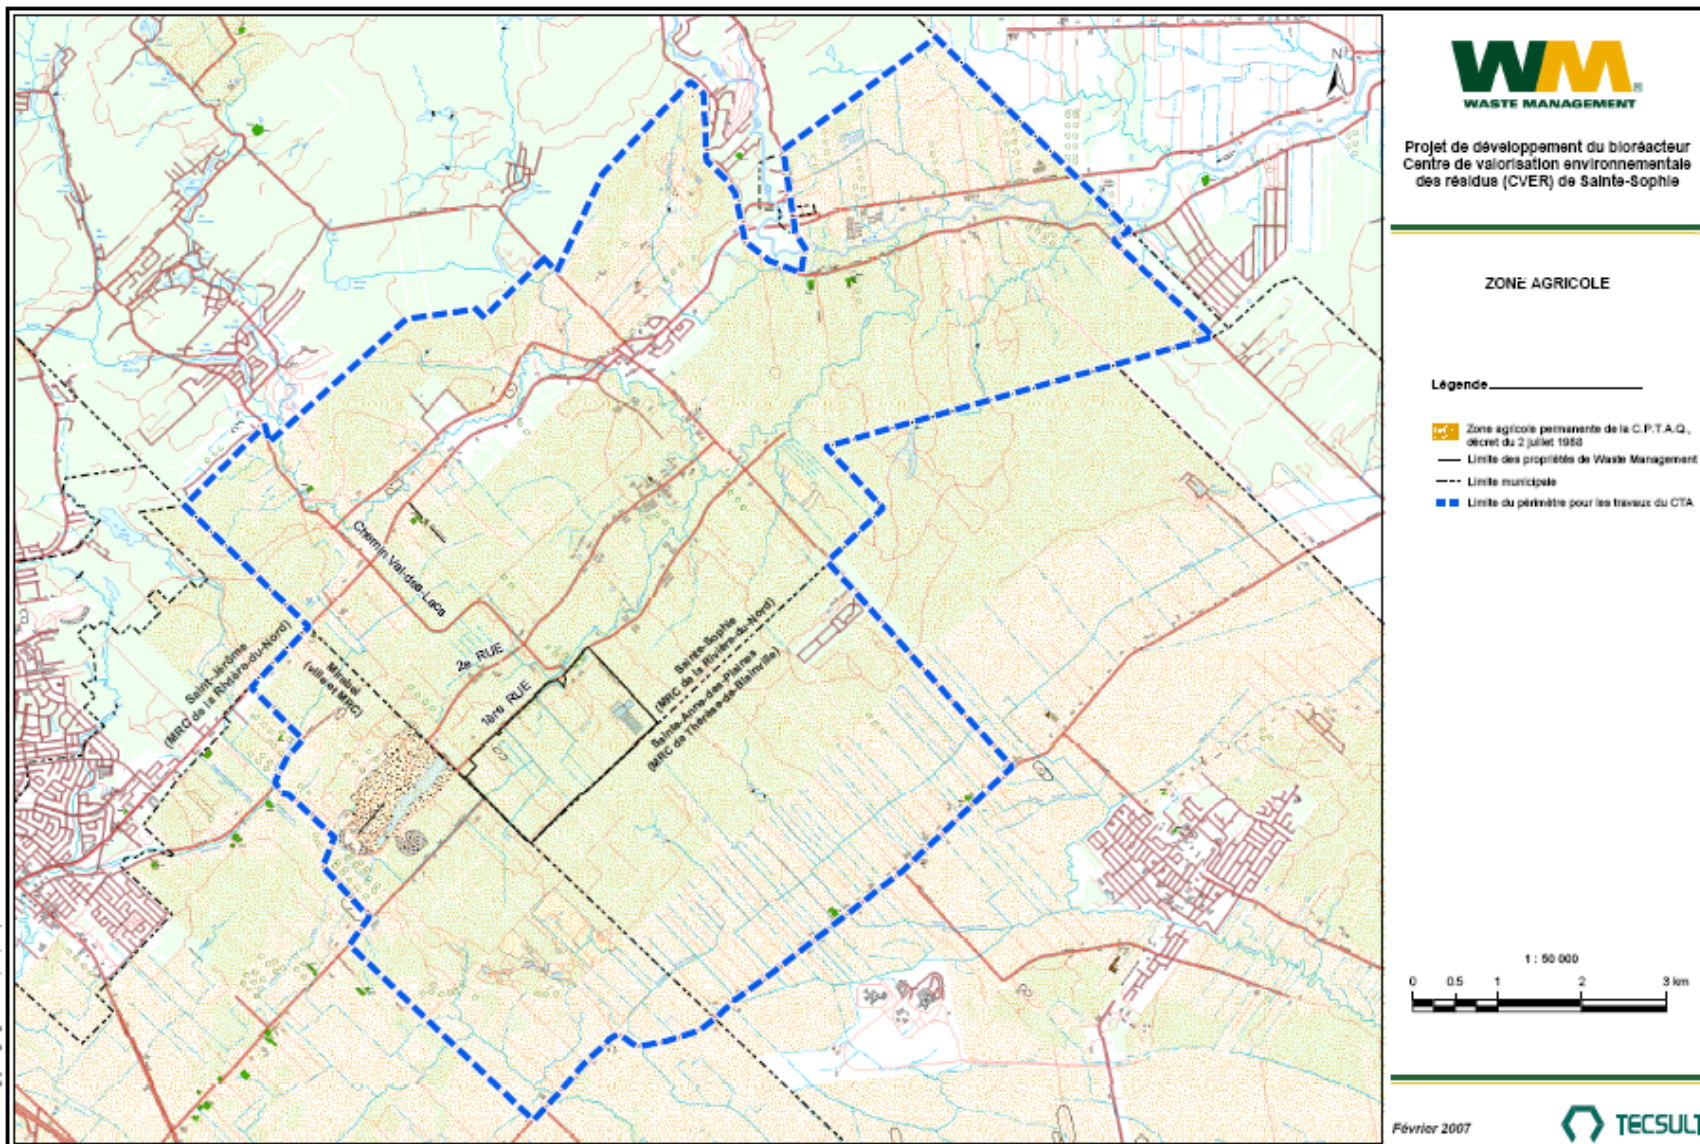 WM
WASTE MANAGEMENT
Projet de développement du bioréacteur
Centre de valorisation environnementale
des résidus (CVER) de Sainte-Sophie
ZONE AGRICOLE
Légende
Zone agricole permanente de la C.P.T.A.Q.,
décret du 2 juillet 1988
Limite des propriétés de Waste Management
Limite municipale
Limite du périmètre pour les travaux du CTA
N
Chemin Val-des-Lacs
2e RUE
1ère RUE
Saint-Jérôme
(MRC de la Rivière-du-Nord)
Mirabel
(ville et MRC)
Sainte-Sophie
(MRC de la Rivière-du-Nord)
Sainte-Anne-des-Plaines
(MRC de Thérèse-de-Blainville)
1 : 50 000
0 0.5 1 2 3 km
Février 2007
TECSULT